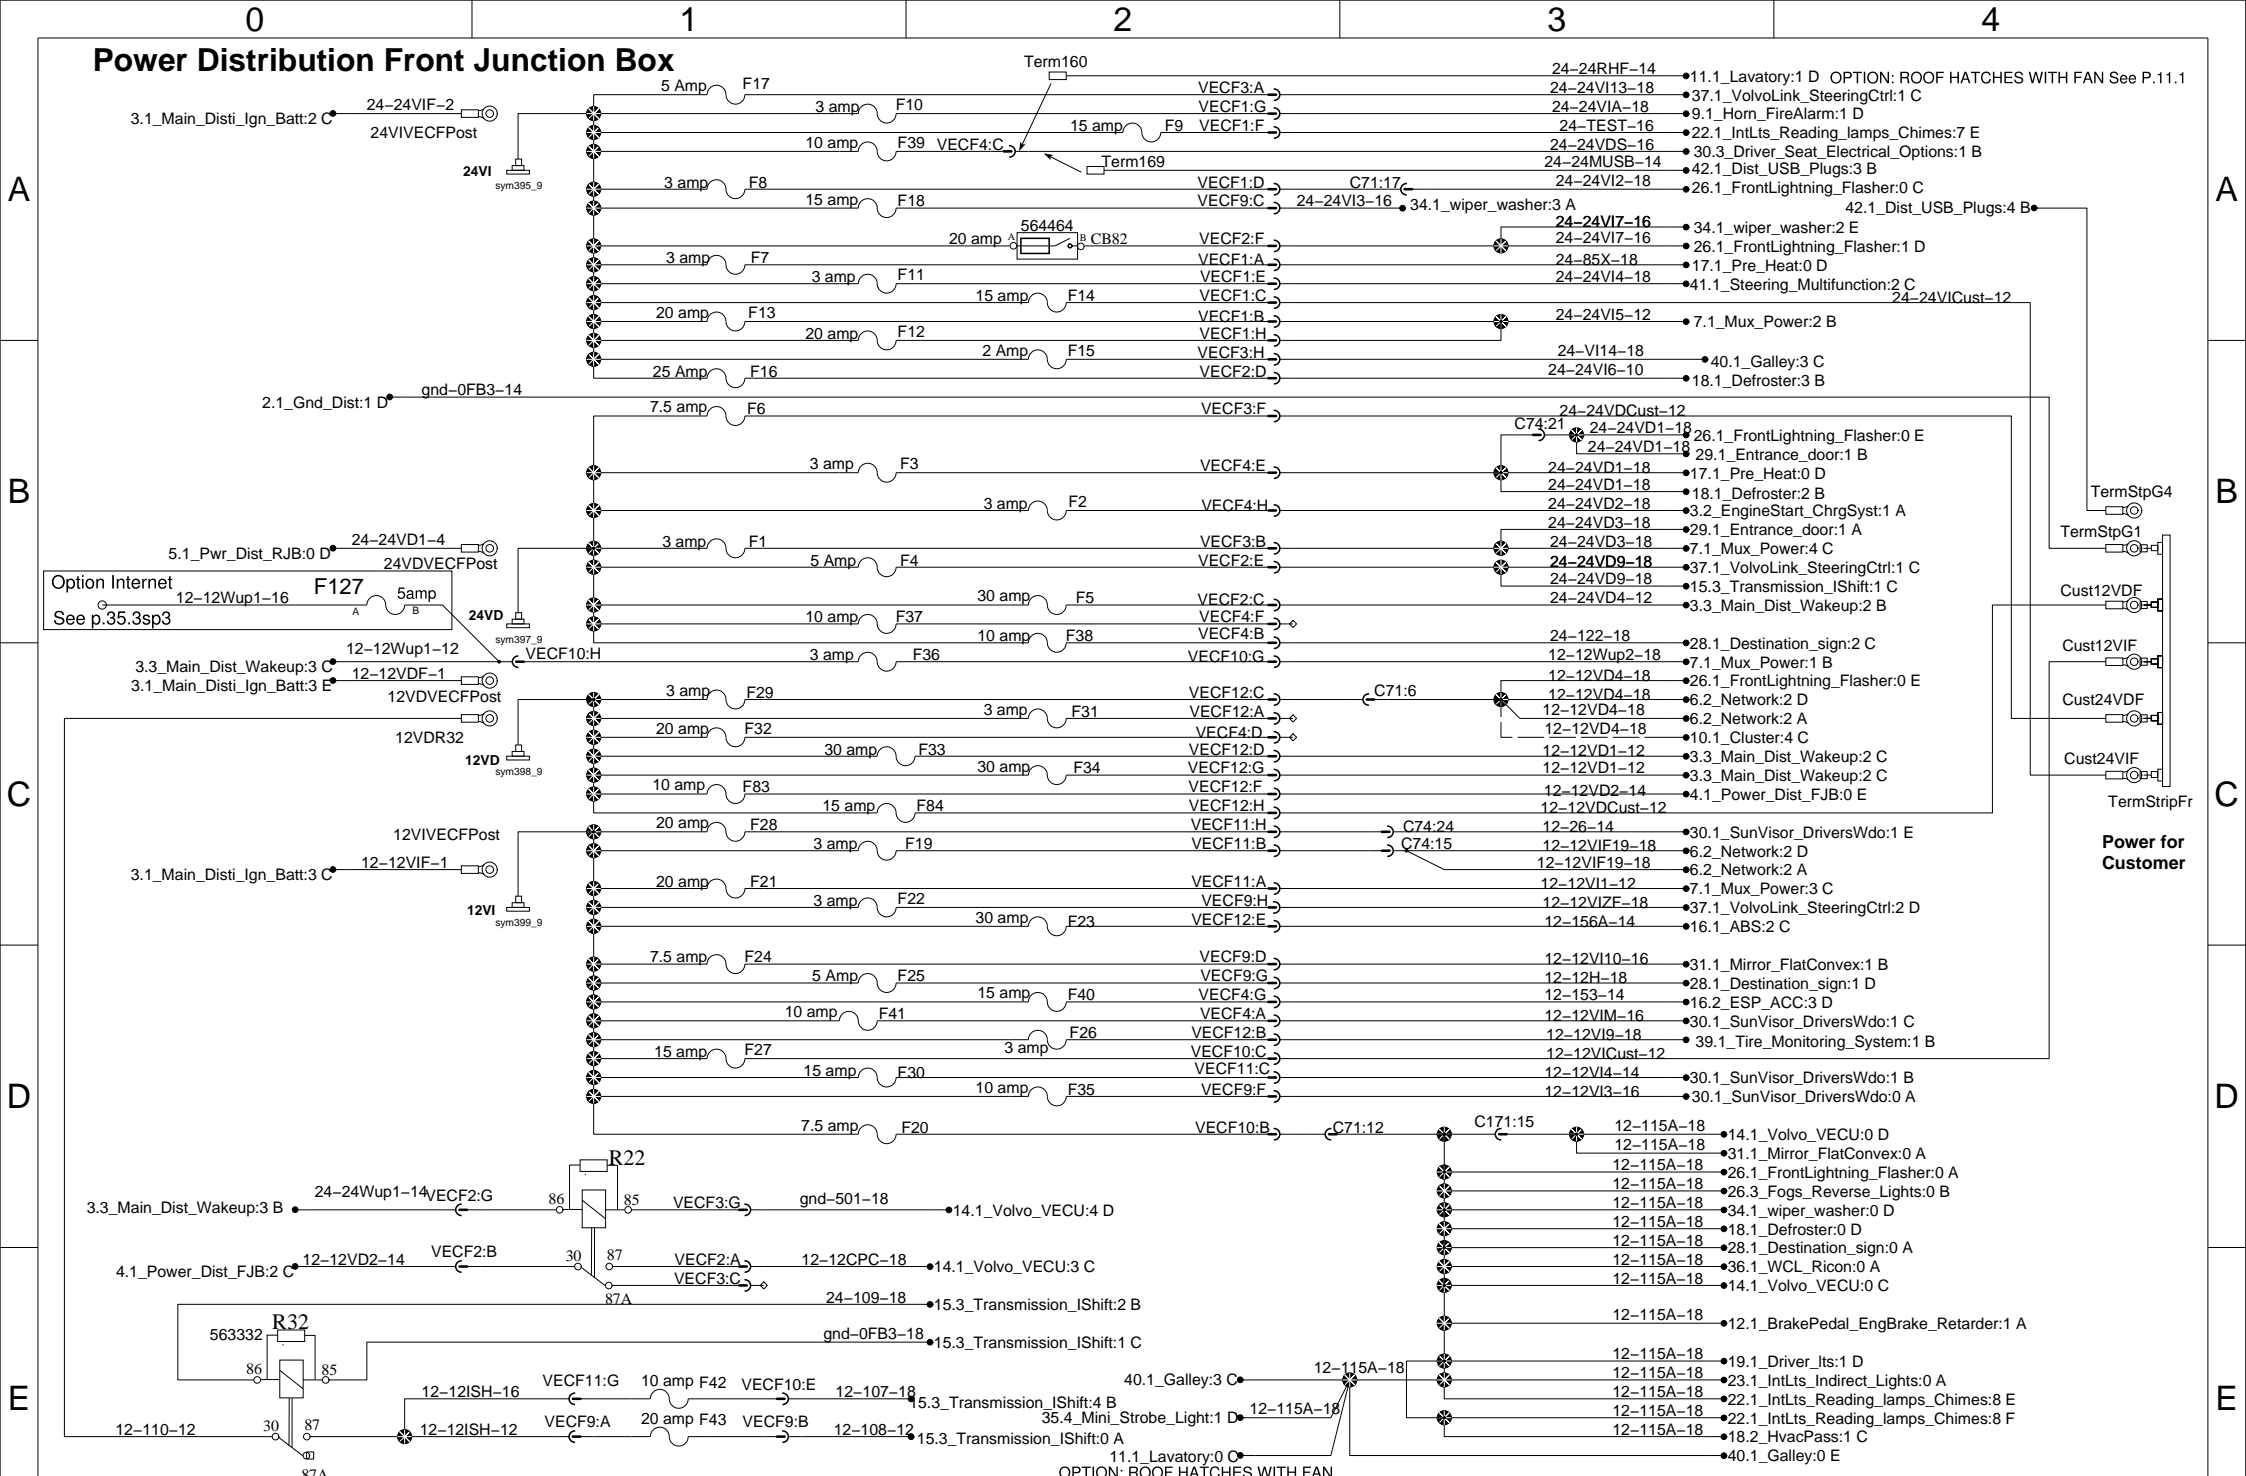 0 1 2 3 4
Power Distribution Front Junction Box
Term160
5 Amp F17 VECF3:A 24-24RHF-14 11.1_Lavatory:1 D OPTION: ROOF HATCHES WITH FAN See P.11.1
24-24VI13-18 37.1_VolvoLink_SteeringCtrl:1 C
3.1_Main_Disti_Ign_Batt:2 C 24-24VIF-2 3 amp F10 VECF1:G 24-24VIA-18 9.1_Horn_FireAlarm:1 D
24VIVECFPost 15 amp F9 VECF1:F 24-TEST-16 22.1_IntLts_Reading_lamps_Chimes:7 E
10 amp F39 VECF4:C 24-24VDS-16 30.3_Driver_Seat_Electrical_Options:1 B
A 24VI sym395_9 Term169 24-24MUSB-14 42.1_Dist_USB_Plugs:3 B A
3 amp F8 VECF1:D C71:17 24-24VI2-18 26.1_FrontLightning_Flasher:0 C
15 amp F18 VECF9:C 24-24VI3-16 34.1_wiper_washer:3 A 42.1_Dist_USB_Plugs:4 B
564464 24-24VI7-16 34.1_wiper_washer:2 E
20 amp A B CB82 VECF2:F 24-24VI7-16 26.1_FrontLightning_Flasher:1 D
3 amp F7 VECF1:A 24-85X-18 17.1_Pre_Heat:0 D
3 amp F11 VECF1:E 24-24VI4-18 41.1_Steering_Multifunction:2 C
15 amp F14 VECF1:C 24-24VICust-12
20 amp F13 VECF1:B 24-24VI5-12 7.1_Mux_Power:2 B
20 amp F12 VECF1:H
2 Amp F15 VECF3:H 24-VI14-18 40.1_Galley:3 C
25 Amp F16 VECF2:D 24-24VI6-10 18.1_Defroster:3 B
2.1_Gnd_Dist:1 D gnd-0FB3-14
7.5 amp F6 VECF3:F 24-24VDCust-12
C74:21 24-24VD1-18 26.1_FrontLightning_Flasher:0 E
24-24VD1-18 29.1_Entrance_door:1 B
3 amp F3 VECF4:E 24-24VD1-18 17.1_Pre_Heat:0 D
B 24-24VD1-18 18.1_Defroster:2 B TermStpG4 B
3 amp F2 VECF4:H 24-24VD2-18 3.2_EngineStart_ChrgSyst:1 A
24-24VD3-18 29.1_Entrance_door:1 A TermStpG1
5.1_Pwr_Dist_RJB:0 D 24-24VD1-4 3 amp F1 VECF3:B 24-24VD3-18 7.1_Mux_Power:4 C
24VDVECFPost 5 Amp F4 VECF2:E 24-24VD9-18 37.1_VolvoLink_SteeringCtrl:1 C
Option Internet F127 24-24VD9-18 15.3_Transmission_IShift:1 C Cust12VDF
12-12Wup1-16 A 5amp B 30 amp F5 VECF2:C 24-24VD4-12 3.3_Main_Dist_Wakeup:2 B
See p.35.3sp3 24VD 10 amp F37 VECF4:F
sym397_9 10 amp F38 VECF4:B 24-122-18 28.1_Destination_sign:2 C Cust12VIF
3.3_Main_Dist_Wakeup:3 C 12-12Wup1-12 VECF10:H 3 amp F36 VECF10:G 12-12Wup2-18 7.1_Mux_Power:1 B
3.1_Main_Disti_Ign_Batt:3 E 12-12VDF-1 12-12VD4-18 26.1_FrontLightning_Flasher:0 E
12VDVECFPost 3 amp F29 VECF12:C C71:6 12-12VD4-18 6.2_Network:2 D Cust24VDF
3 amp F31 VECF12:A 12-12VD4-18 6.2_Network:2 A
12VDR32 20 amp F32 VECF4:D 12-12VD4-18 10.1_Cluster:4 C
12VD sym398_9 30 amp F33 VECF12:D 12-12VD1-12 3.3_Main_Dist_Wakeup:2 C Cust24VIF
30 amp F34 VECF12:G 12-12VD1-12 3.3_Main_Dist_Wakeup:2 C
C 10 amp F83 VECF12:F 12-12VD2-14 4.1_Power_Dist_FJB:0 E TermStripFr C
15 amp F84 VECF12:H 12-12VDCust-12
12VIVECFPost 20 amp F28 VECF11:H C74:24 12-26-14 30.1_SunVisor_DriversWdo:1 E Power for
3 amp F19 VECF11:B C74:15 12-12VIF19-18 6.2_Network:2 D Customer
3.1_Main_Disti_Ign_Batt:3 C 12-12VIF-1 12-12VIF19-18 6.2_Network:2 A
20 amp F21 VECF11:A 12-12VI1-12 7.1_Mux_Power:3 C
12VI 3 amp F22 VECF9:H 12-12VIZF-18 37.1_VolvoLink_SteeringCtrl:2 D
sym399_9 30 amp F23 VECF12:E 12-156A-14 16.1_ABS:2 C
7.5 amp F24 VECF9:D 12-12VI10-16 31.1_Mirror_FlatConvex:1 B
5 Amp F25 VECF9:G 12-12H-18 28.1_Destination_sign:1 D
15 amp F40 VECF4:G 12-153-14 16.2_ESP_ACC:3 D
10 amp F41 VECF4:A 12-12VIM-16 30.1_SunVisor_DriversWdo:1 C
3 amp F26 VECF12:B 12-12VI9-18 39.1_Tire_Monitoring_System:1 B
15 amp F27 VECF10:C 12-12VICust-12
15 amp F30 VECF11:C 12-12VI4-14 30.1_SunVisor_DriversWdo:1 B
D 10 amp F35 VECF9:F 12-12VI3-16 30.1_SunVisor_DriversWdo:0 A D
7.5 amp F20 VECF10:B C71:12 C171:15 12-115A-18 14.1_Volvo_VECU:0 D
R22 12-115A-18 31.1_Mirror_FlatConvex:0 A
12-115A-18 26.1_FrontLightning_Flasher:0 A
24-24Wup1-14 VECF2:G 86 85 VECF3:G gnd-501-18 12-115A-18 26.3_Fogs_Reverse_Lights:0 B
3.3_Main_Dist_Wakeup:3 B 14.1_Volvo_VECU:4 D 12-115A-18 34.1_wiper_washer:0 D
12-115A-18 18.1_Defroster:0 D
12-12VD2-14 VECF2:B 30 87 VECF2:A 12-12CPC-18 12-115A-18 28.1_Destination_sign:0 A
4.1_Power_Dist_FJB:2 C 14.1_Volvo_VECU:3 C 12-115A-18 36.1_WCL_Ricon:0 A
VECF3:C 12-115A-18 14.1_Volvo_VECU:0 C
87A 24-109-18 15.3_Transmission_IShift:2 B
R32 12-115A-18 12.1_BrakePedal_EngBrake_Retarder:1 A
563332 gnd-0FB3-18 15.3_Transmission_IShift:1 C
86 85 12-115A-18 12-115A-18 19.1_Driver_lts:1 D
40.1_Galley:3 C 12-115A-18 23.1_IntLts_Indirect_Lights:0 A
E 12-12ISH-16 VECF11:G 10 amp F42 VECF10:E 12-107-18 15.3_Transmission_IShift:4 B 12-115A-18 22.1_IntLts_Reading_lamps_Chimes:8 E E
35.4_Mini_Strobe_Light:1 D 12-115A-18 12-115A-18 22.1_IntLts_Reading_lamps_Chimes:8 F
12-110-12 30 87 12-12ISH-12 VECF9:A 20 amp F43 VECF9:B 12-108-12 15.3_Transmission_IShift:0 A 12-115A-18 18.2_HvacPass:1 C
11.1_Lavatory:0 C 12-115A-18 40.1_Galley:0 E
87A OPTION: ROOF HATCHES WITH FAN